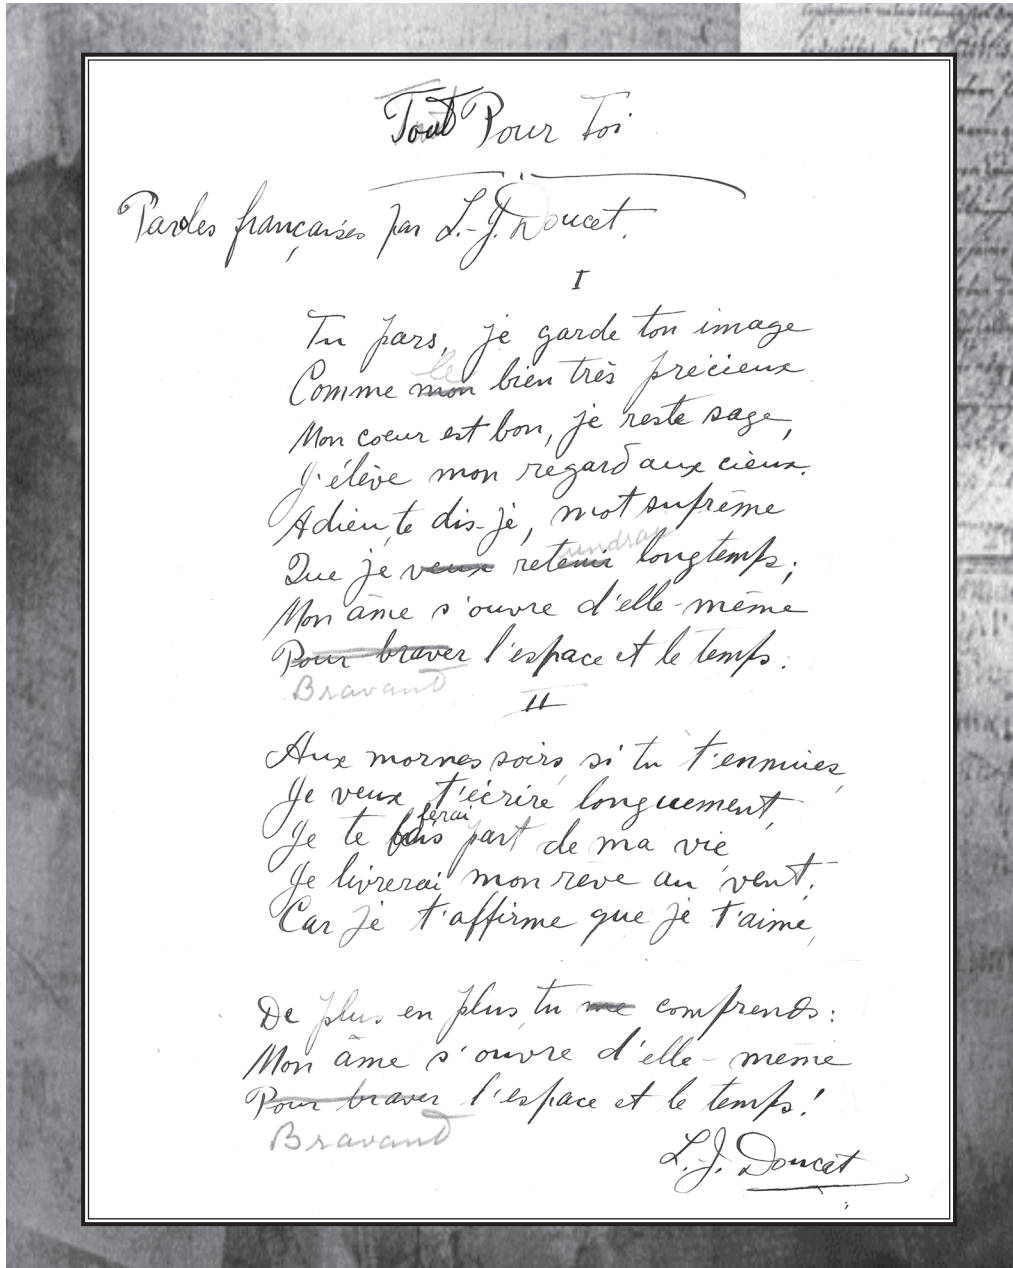 Tout Pour Toi
Paroles françaises par L.-J. Doucet.
I
Tu pars, je garde ton image
le
Comme mon bien très précieux
Mon coeur est bon, je reste sage,
J'élève mon regard aux cieux.
Adieu, te dis-je, mot suprême
undrai
Que je veux retenir longtemps;
Mon âme s'ouvre d'elle-même
Pour braver l'espace et le temps.
Bravant
II
Aux mornes soirs, si tu t'ennuies,
Je veux t'écrire longuement,
ferai
Je te fais part de ma vie
Je livrerai mon rêve au vent.
Car je t'affirme que je t'aime,
De plus en plus, tu me comprends:
Mon âme s'ouvre d'elle-même
Pour braver l'espace et le temps!
Bravant
L.-J. Doucet